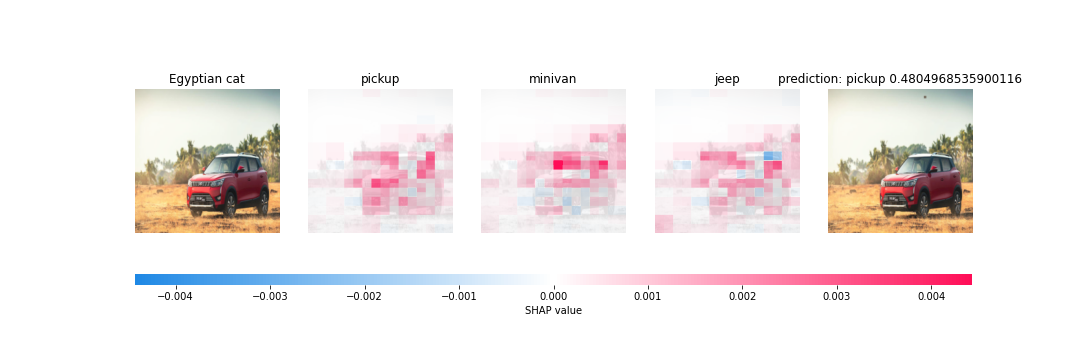 Egyptian cat
pickup
minivan
jeep
prediction: pickup 0.4804968535900116
−0.004
−0.003
−0.002
−0.001
0.000
0.001
0.002
0.003
0.004
SHAP value